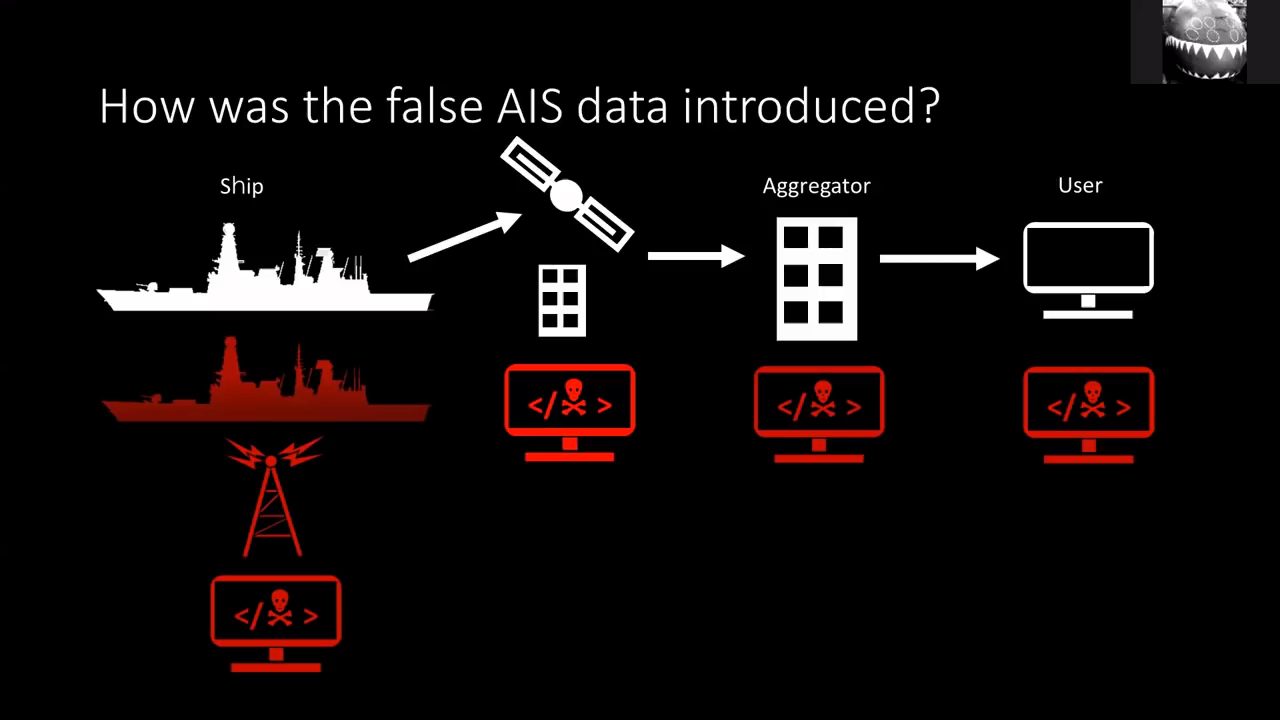 How was the false AIS data introduced?
Ship
Aggregator
User
</ >
</ >
</ >
</ >